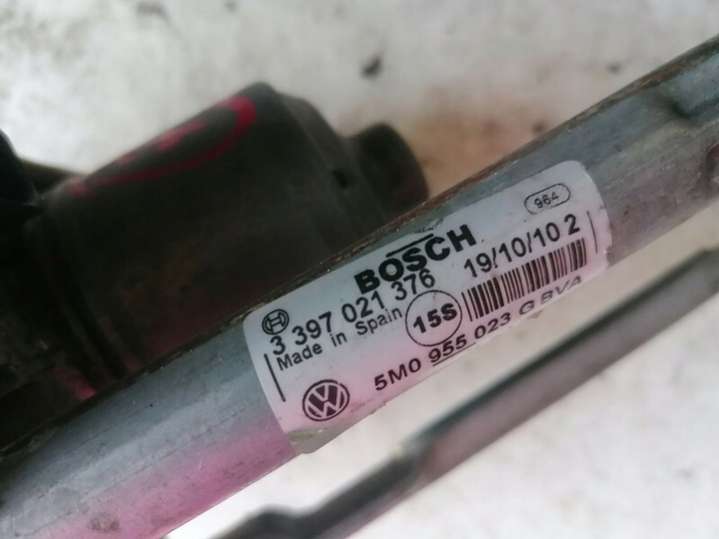 964
BOSCH
3 397 021 376 19/10/10 2
Made in Spain 15S
5M0 955 023 G BVA